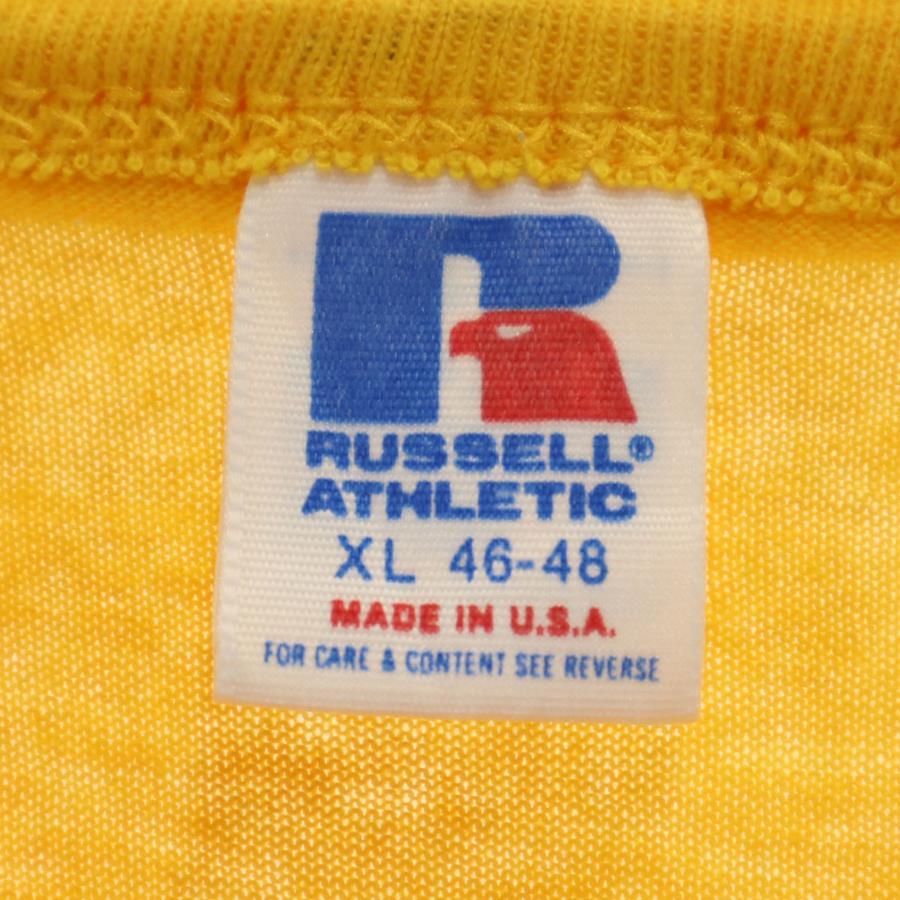 RUSSELL®
ATHLETIC
XL 46-48
MADE IN U.S.A.
FOR CARE & CONTENT SEE REVERSE